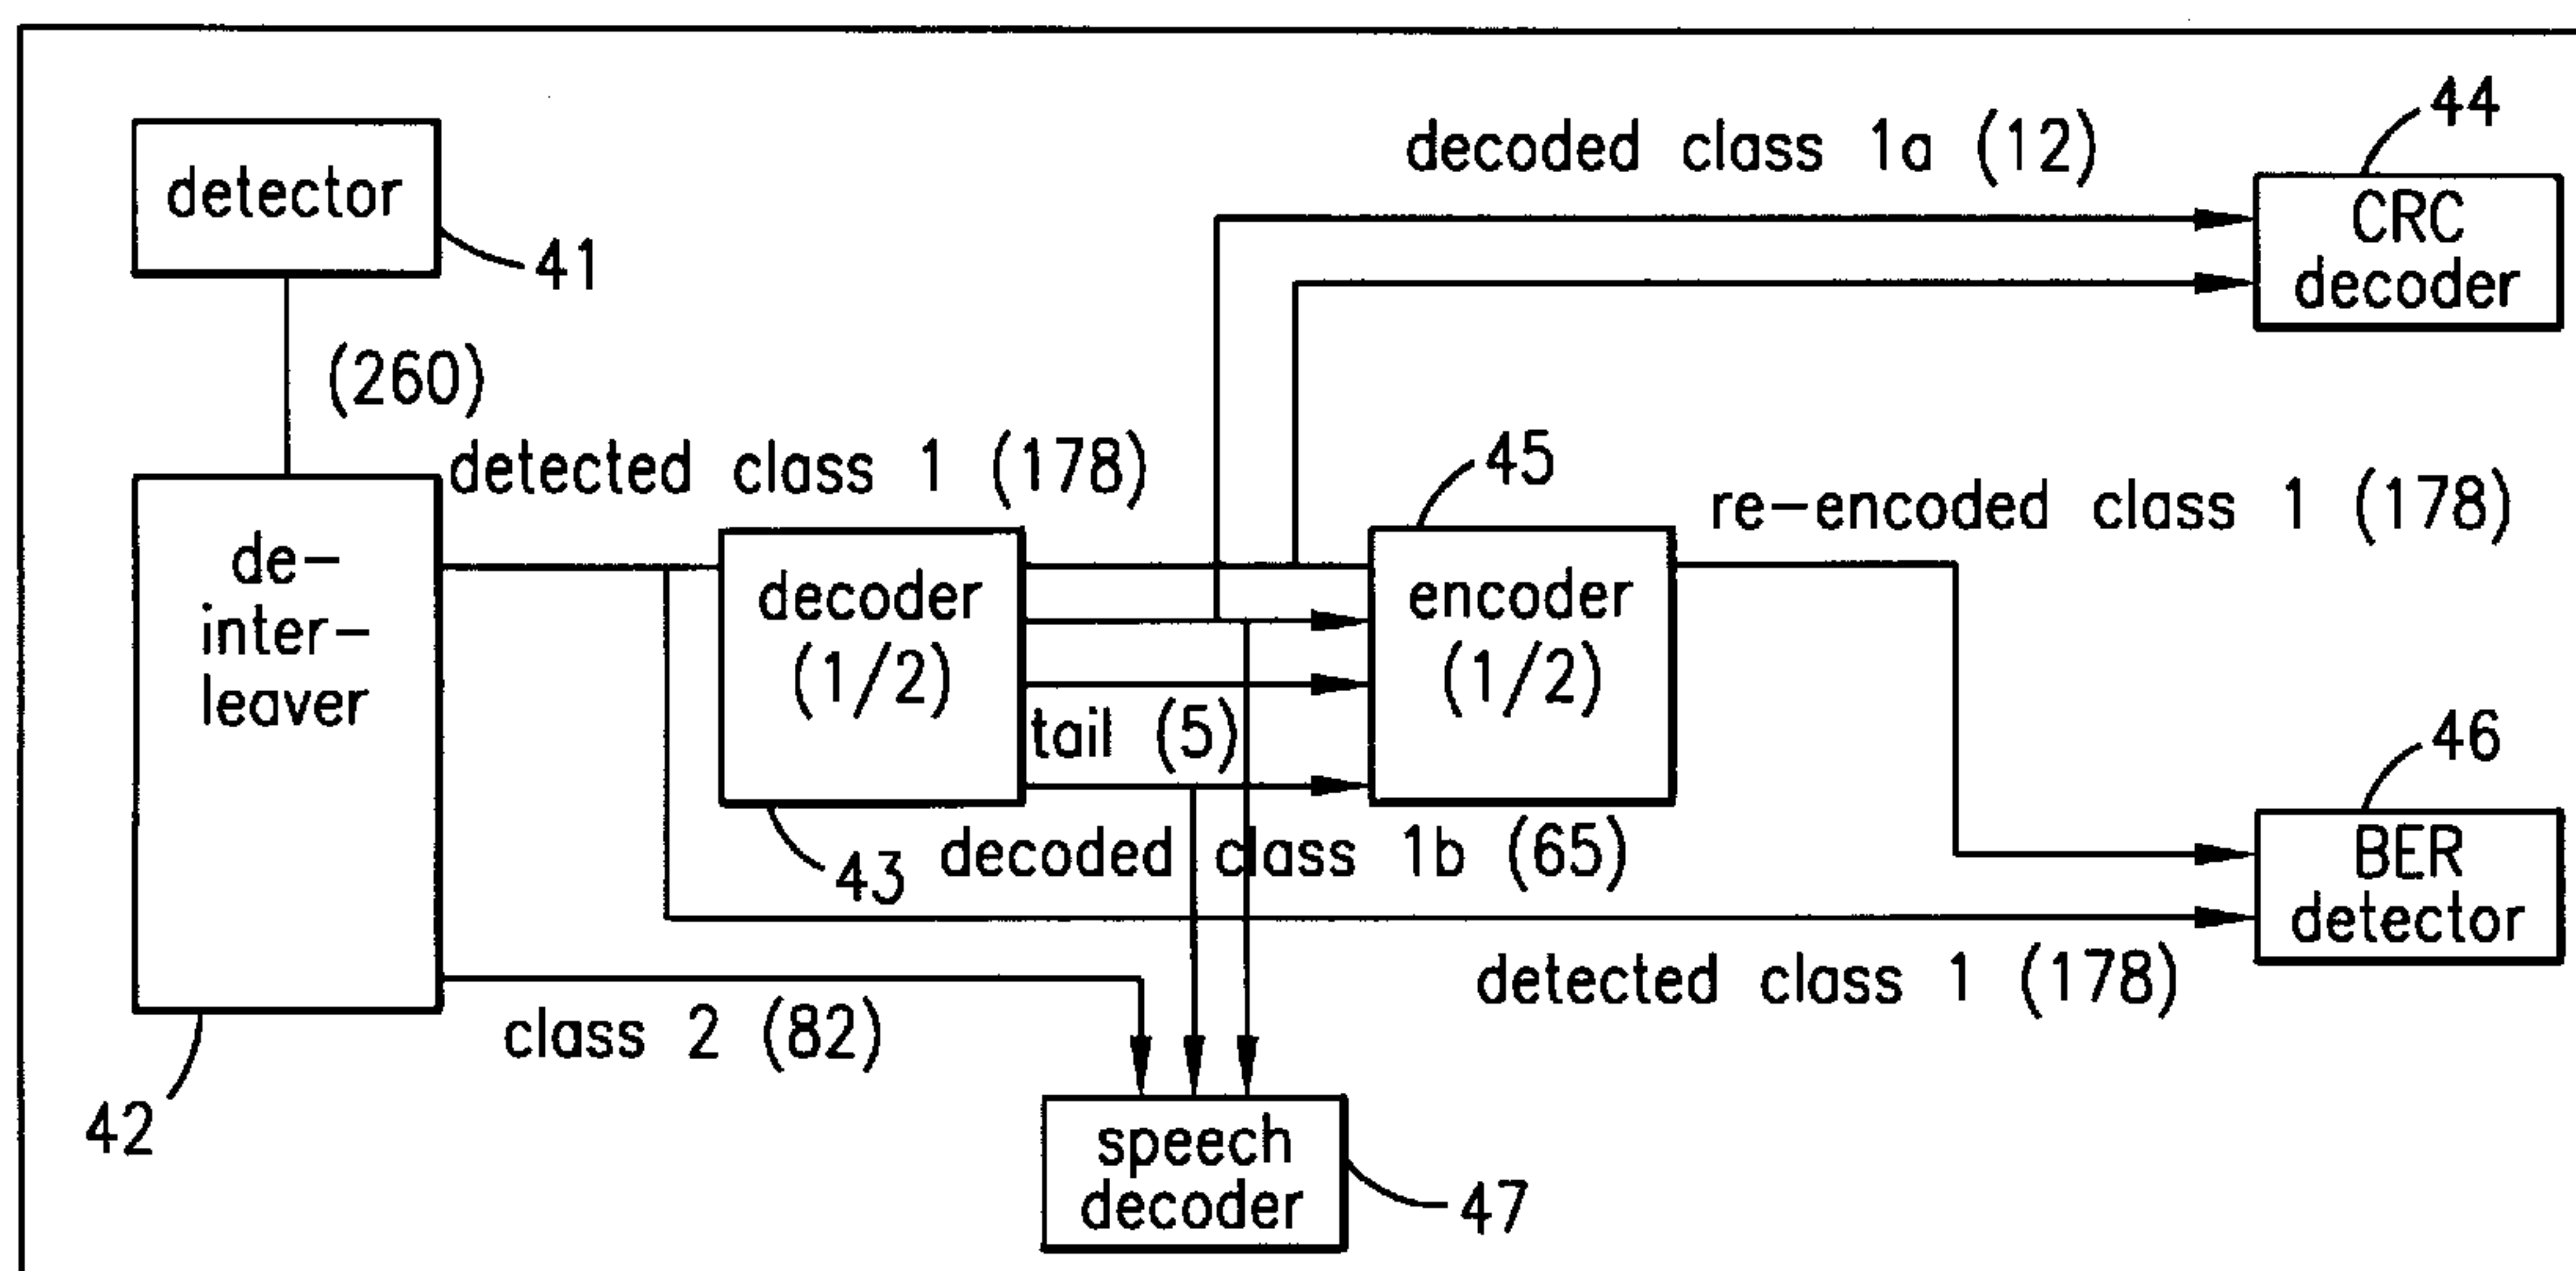 44
decoded class 1a (12)
detector
CRC
decoder
41
(260)
detected class 1 (178)
45
re-encoded class 1 (178)
de-
inter-
leaver
decoder
(1/2)
encoder
(1/2)
tail (5)
46
43
decoded class 1b (65)
BER
detector
detected class 1 (178)
class 2 (82)
42
speech
decoder
47